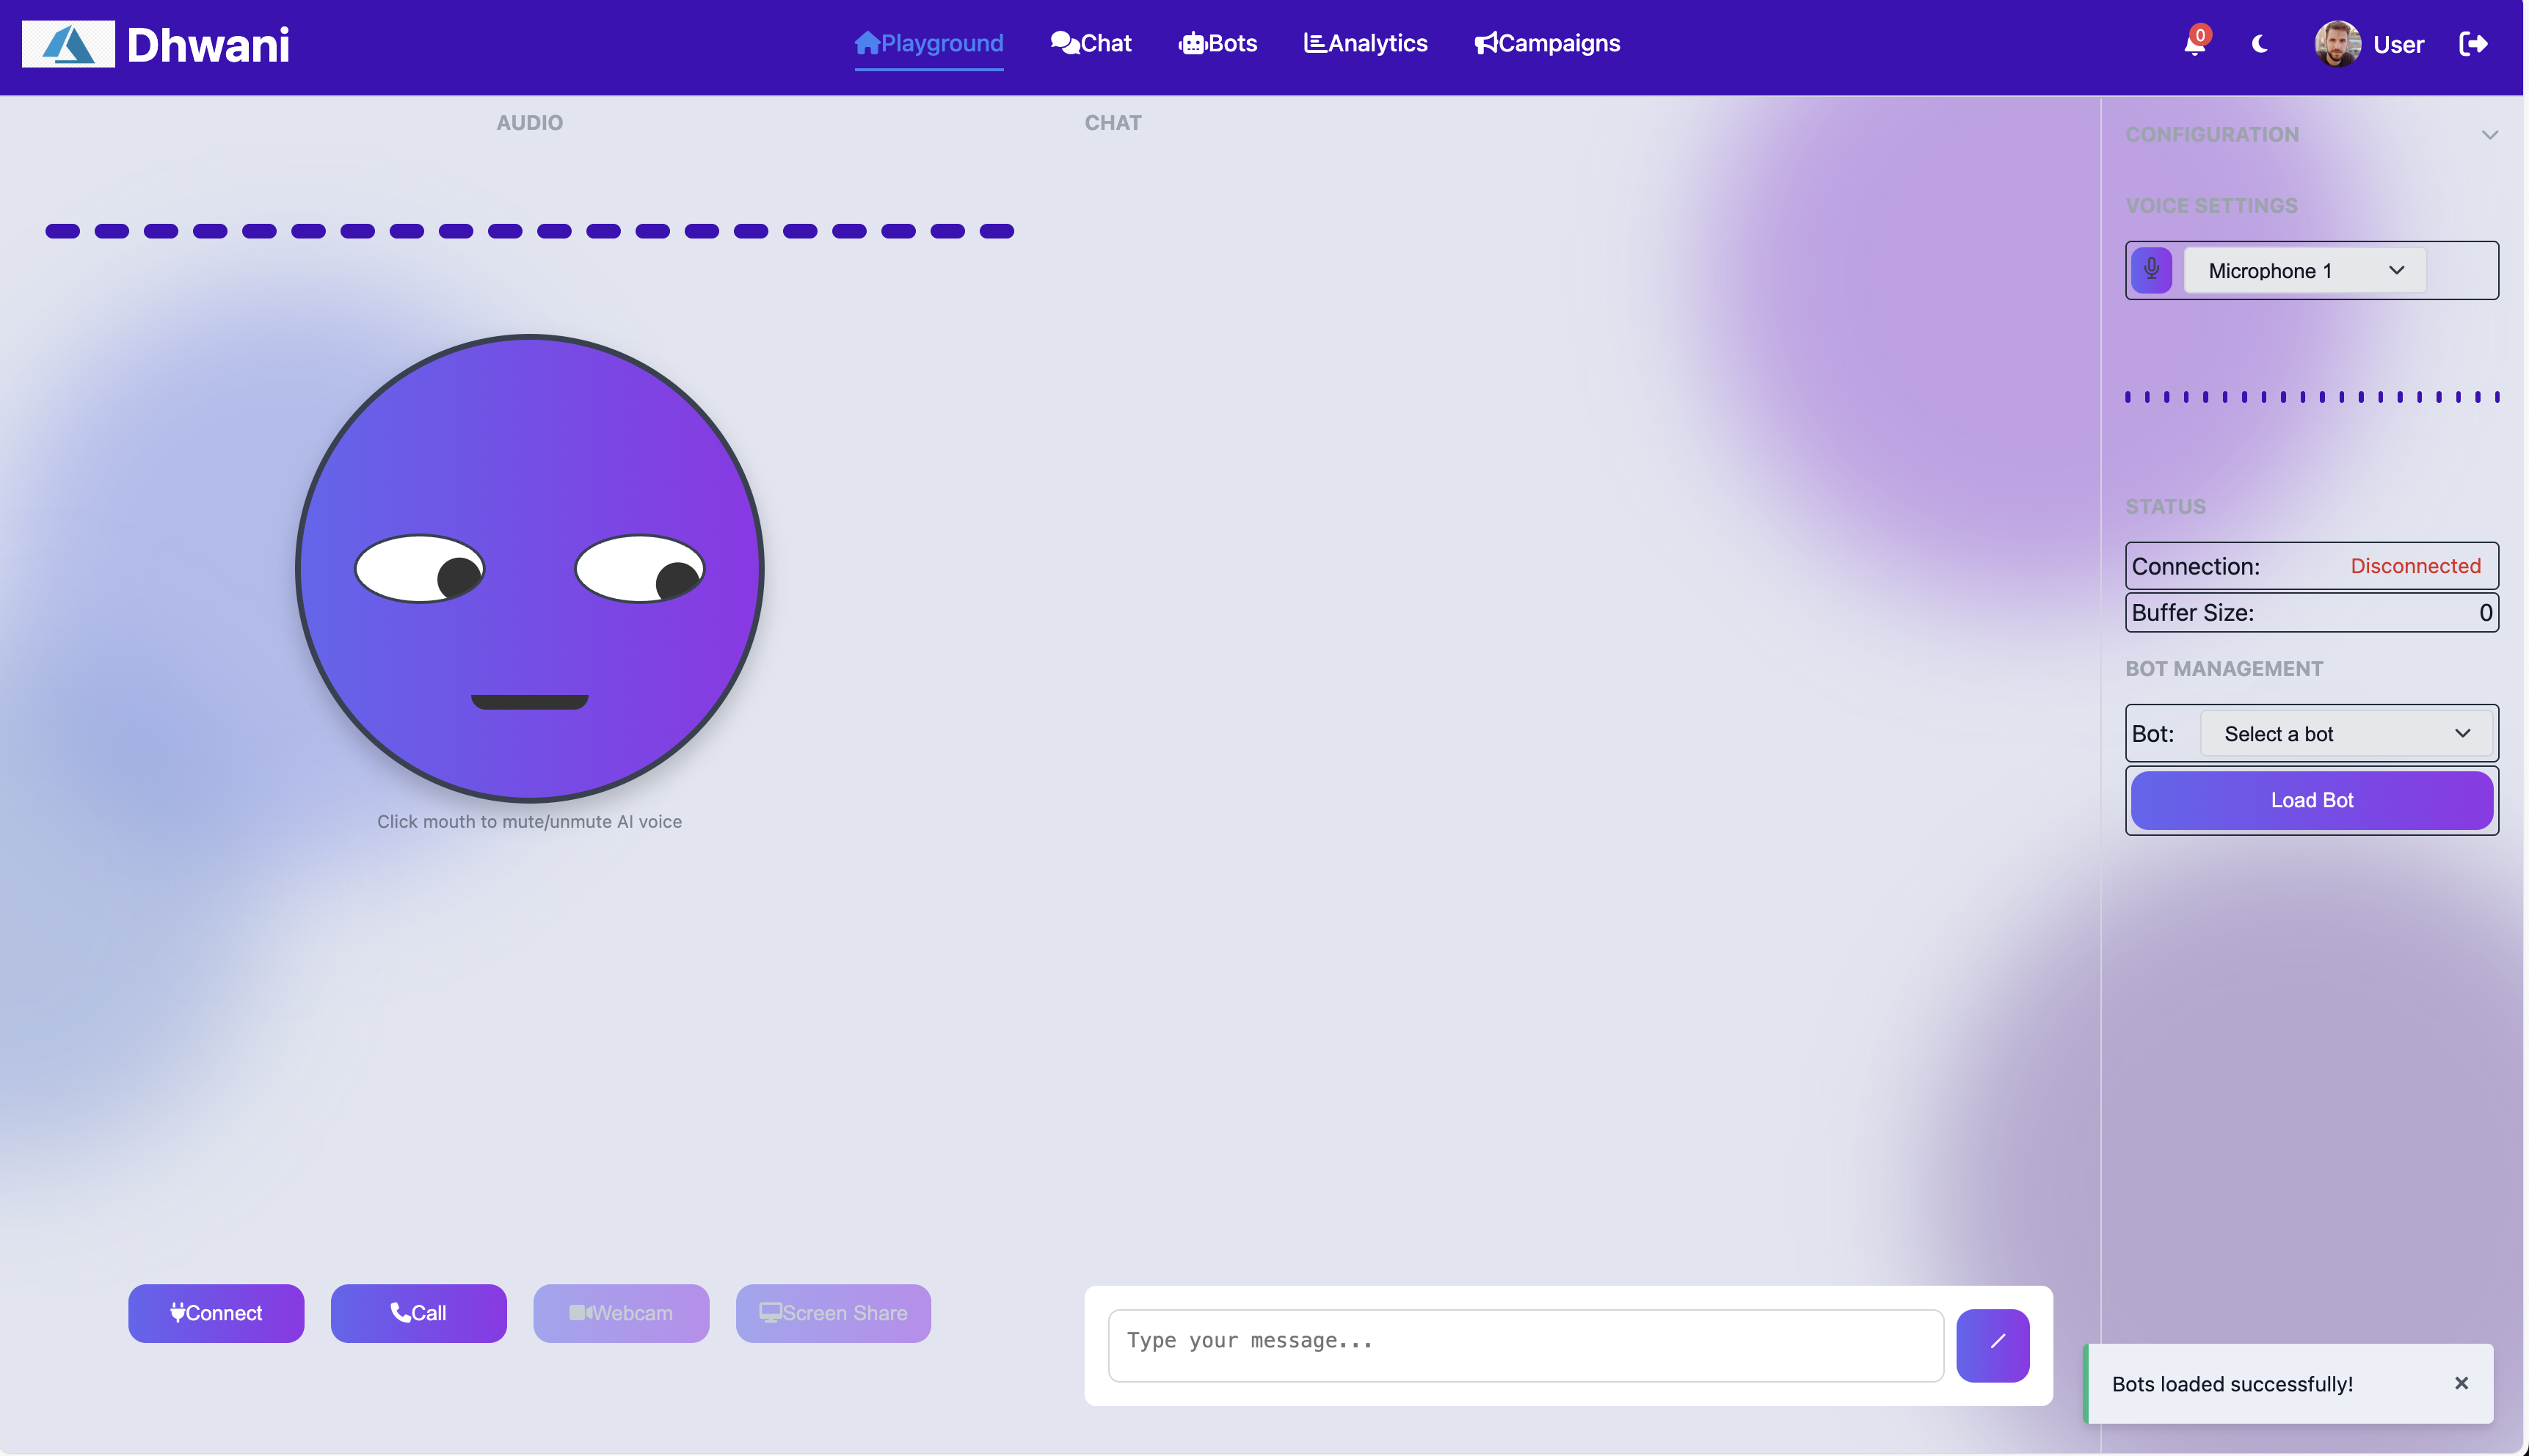 Dhwani
Playground Chat Bots Analytics Campaigns
0 User
AUDIO
CHAT
CONFIGURATION
VOICE SETTINGS
Microphone 1
STATUS
Connection: Disconnected
Buffer Size: 0
BOT MANAGEMENT
Bot: Select a bot
Load Bot
Click mouth to mute/unmute AI voice
Connect Call Webcam Screen Share
Type your message...
Bots loaded successfully!